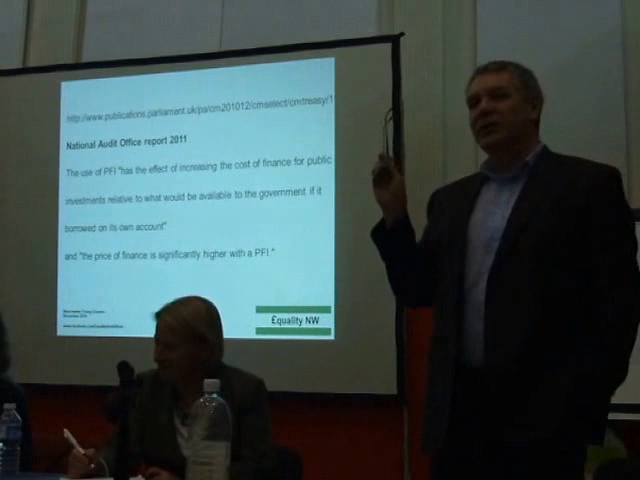 http://www.publications.parliament.uk/pa/cm201012/cmselect/cmtreasy/1
National Audit Office report 2011
The use of PFI "has the effect of increasing the cost of finance for public
investments relative to what would be available to the government if it
borrowed on its own account"
and "the price of finance is significantly higher with a PFI."
£quality NW